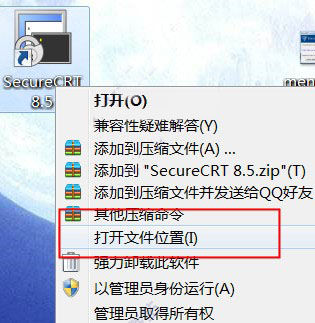 SecureCRT
8.5
men
打开(O)
兼容性疑难解答(Y)
添加到压缩文件(A) ...
添加到 "SecureCRT 8.5.zip"(T)
添加到压缩文件并发送给QQ好友
其他压缩命令
打开文件位置(I)
强力卸载此软件
以管理员身份运行(A)
管理员取得所有权